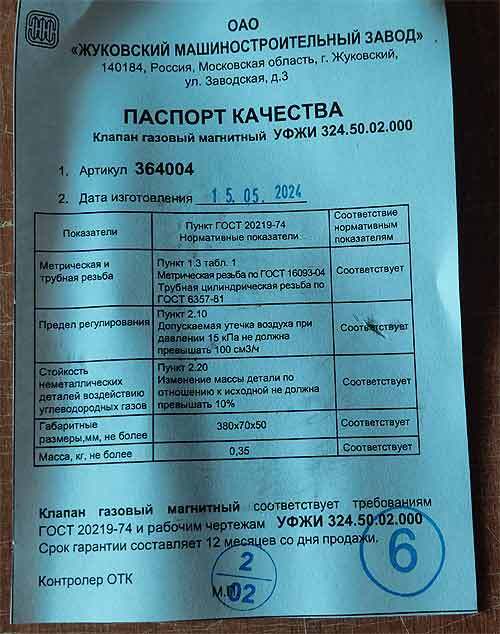 ОАО
«ЖУКОВСКИЙ МАШИНОСТРОИТЕЛЬНЫЙ ЗАВОД»
140184, Россия, Московская область, г. Жуковский,
ул. Заводская, д.3
ПАСПОРТ КАЧЕСТВА
Клапан газовый магнитный УФЖИ 324.50.02.000
1. Артикул 364004
2. Дата изготовления 15.05.2024
Показатели
Пункт ГОСТ 20219-74
Нормативные показатели
Соответствие
нормативным
показателям
Метрическая и
трубная резьба
Пункт 1.3 табл. 1
Метрическая резьба по ГОСТ 16093-04
Трубная цилиндрическая резьба по
ГОСТ 6357-81
Соответствует
Предел регулирования
Пункт 2.10
Допускаемая утечка воздуха при
давлении 15 кПа не должна
превышать 100 см3/ч
Соответствует
Стойкость
неметаллических
деталей воздействию
углеводородных газов
Пункт 2.20
Изменение массы детали по
отношению к исходной не должна
превышать 10%
Соответствует
Габаритные
размеры,мм, не более
380х70х50
Соответствует
Масса, кг, не более
0,35
Соответствует
Клапан газовый магнитный соответствует требованиям
ГОСТ 20219-74 и рабочим чертежам УФЖИ 324.50.02.000
Срок гарантии составляет 12 месяцев со дня продажи.
Контролер ОТК
2
02
6